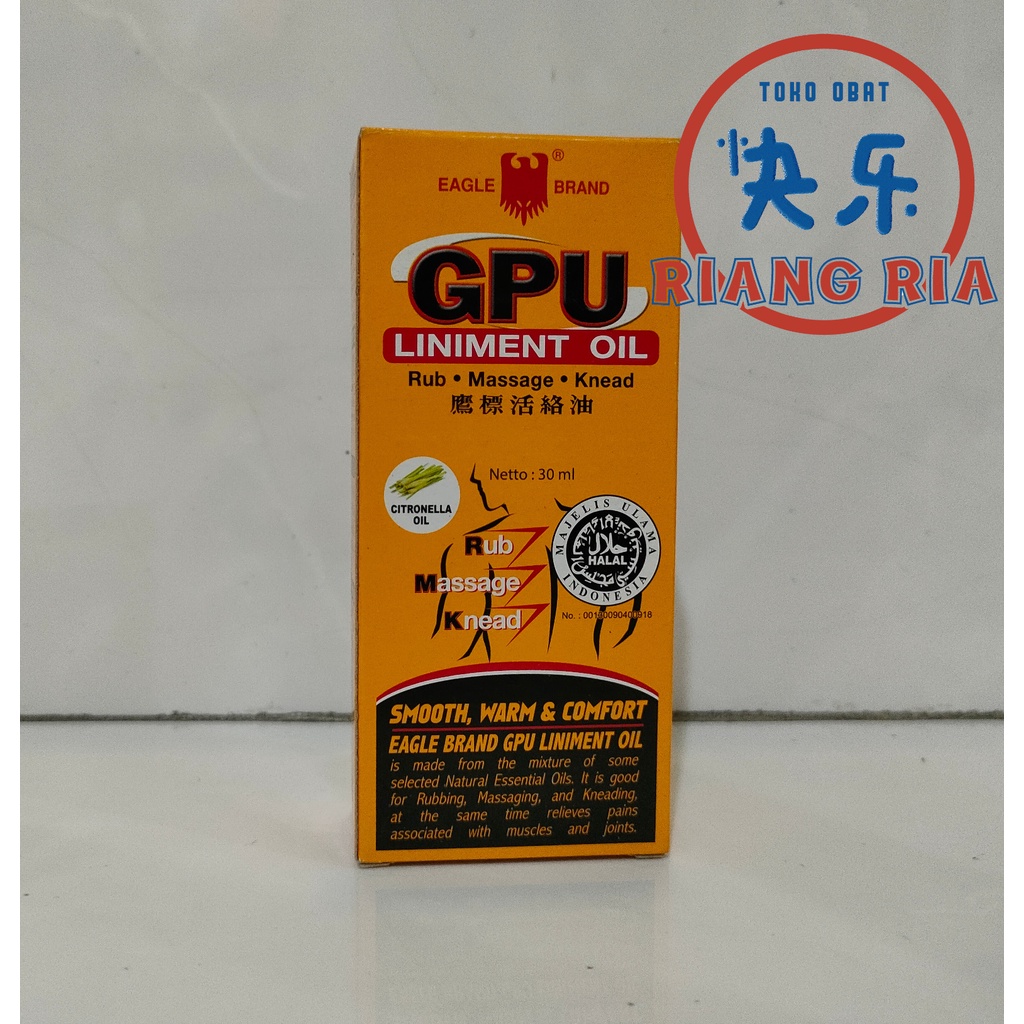 TOKO OBAT
快乐
RIANG RIA
EAGLE BRAND
®
GPU
LINIMENT OIL
Rub • Massage • Knead
鷹標活絡油
Netto : 30 ml
CITRONELLA
OIL
Rub
Massage
Knead
MAJELIS ULAMA
حلال
HALAL
INDONESIA
SMOOTH, WARM & COMFORT
EAGLE BRAND GPU LINIMENT OIL
is made from the mixture of some
selected Natural Essential Oils. It is good
for Rubbing, Massaging, and Kneading,
at the same time relieves pains
associated with muscles and joints.